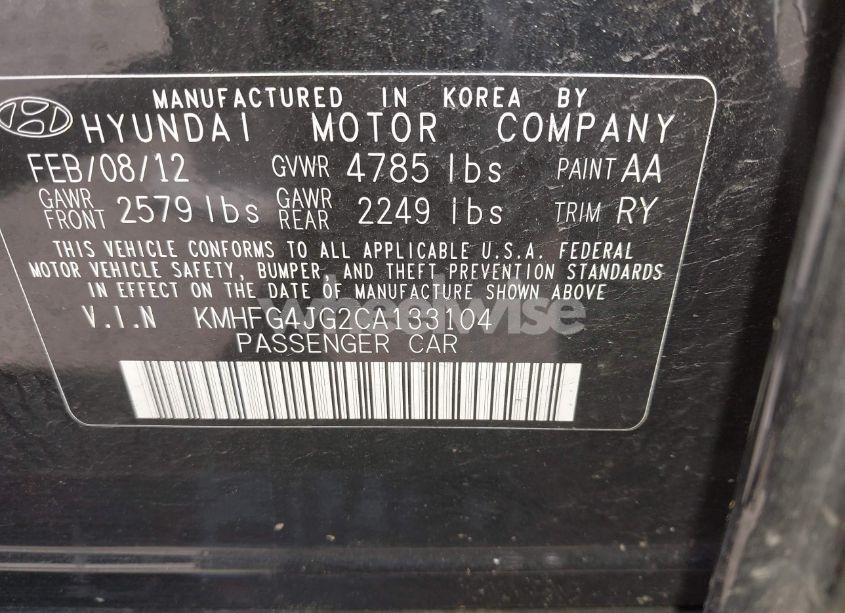 MANUFACTURED IN KOREA BY
HYUNDAI MOTOR COMPANY
FEB/08/12 GVWR 4785 lbs PAINT AA
GAWR FRONT 2579 lbs GAWR REAR 2249 lbs TRIM RY
THIS VEHICLE CONFORMS TO ALL APPLICABLE U.S.A. FEDERAL
MOTOR VEHICLE SAFETY, BUMPER, AND THEFT PREVENTION STANDARDS
IN EFFECT ON THE DATE OF MANUFACTURE SHOWN ABOVE
V.I.N KMHFG4JG2CA133104
wheelwise
PASSENGER CAR